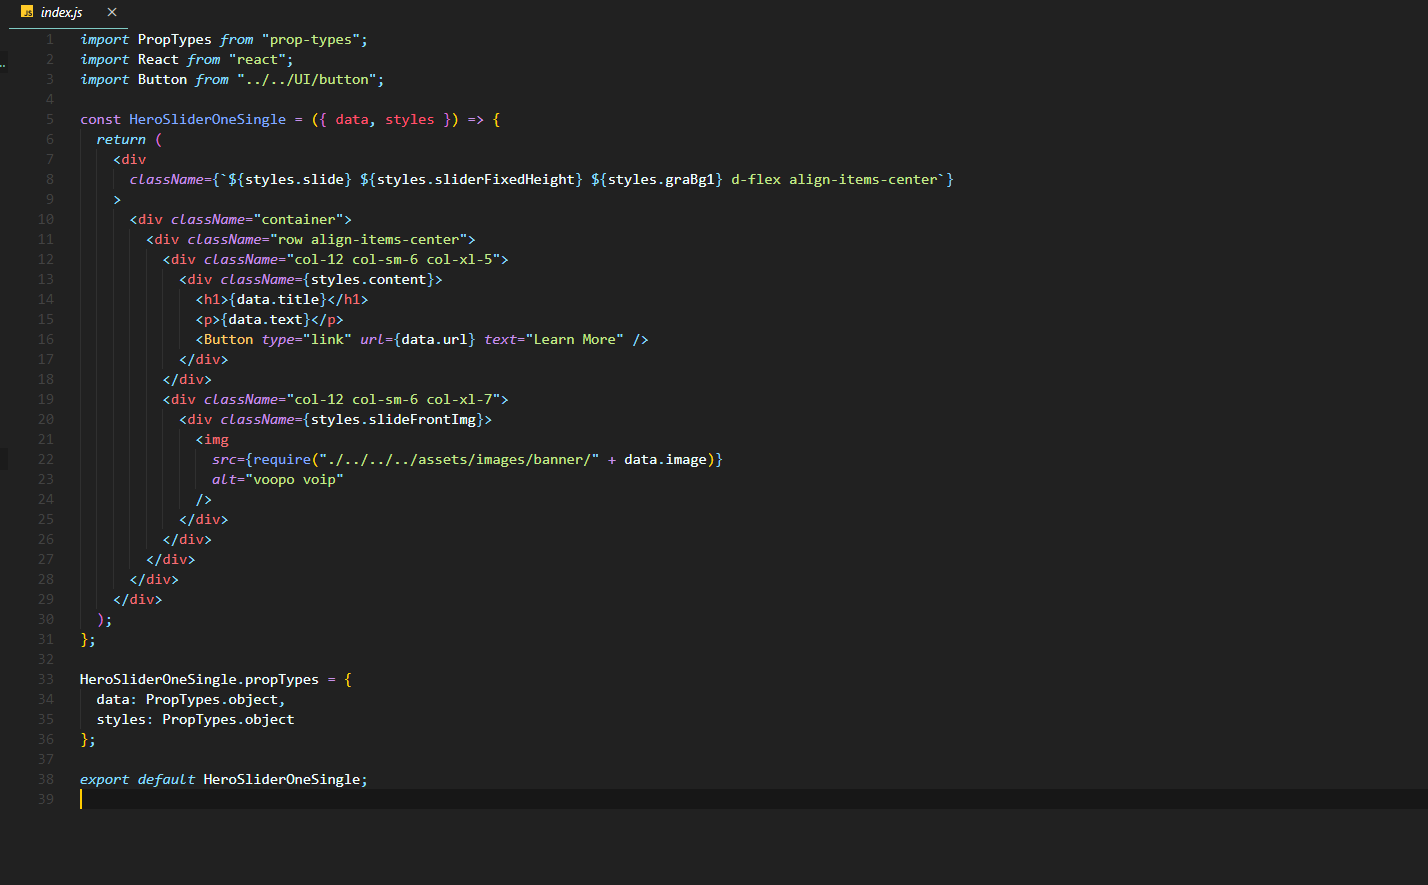 JS index.js ×
1 import PropTypes from "prop-types";
2 import React from "react";
3 import Button from "../../UI/button";
4
5 const HeroSliderOneSingle = ({ data, styles }) => {
6   return (
7     <div
8       className={`${styles.slide} ${styles.sliderFixedHeight} ${styles.graBg1} d-flex align-items-center`}
9     >
10       <div className="container">
11         <div className="row align-items-center">
12           <div className="col-12 col-sm-6 col-xl-5">
13             <div className={styles.content}>
14               <h1>{data.title}</h1>
15               <p>{data.text}</p>
16               <Button type="link" url={data.url} text="Learn More" />
17             </div>
18           </div>
19           <div className="col-12 col-sm-6 col-xl-7">
20             <div className={styles.slideFrontImg}>
21               <img
22                 src={require("./../../../assets/images/banner/" + data.image)}
23                 alt="voopo voip"
24               />
25             </div>
26           </div>
27         </div>
28       </div>
29     </div>
30   );
31 };
32
33 HeroSliderOneSingle.propTypes = {
34   data: PropTypes.object,
35   styles: PropTypes.object
36 };
37
38 export default HeroSliderOneSingle;
39